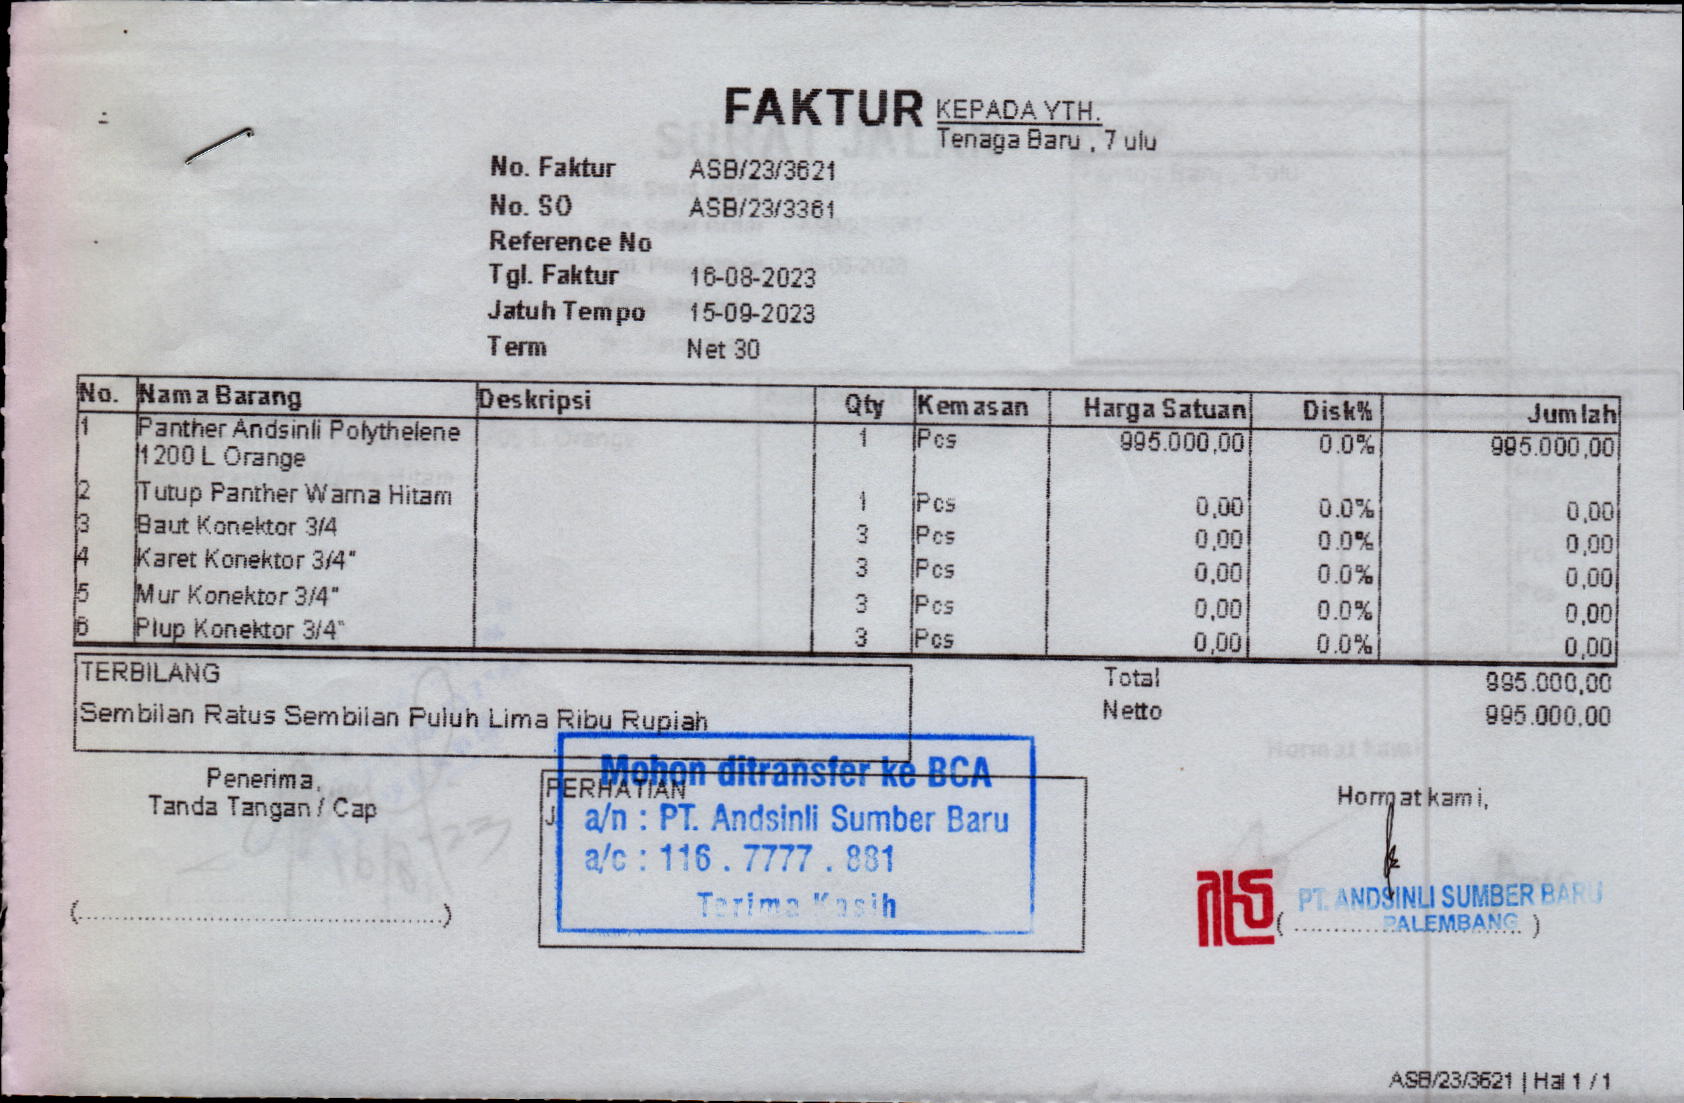 FAKTUR
KEPADA YTH.
Tenaga Baru , 7 ulu
No. Faktur ASB/23/3621
No. SO ASB/23/3361
Reference No
Tgl. Faktur 16-08-2023
Jatuh Tempo 15-09-2023
Term Net 30
No. Nama Barang Deskripsi Qty Kemasan Harga Satuan Disk% Jumlah
1 Panther Andsinli Polythelene 1 Pcs 995.000,00 0.0% 995.000,00
1200 L Orange
2 Tutup Panther Warna Hitam 1 Pcs 0,00 0.0% 0,00
3 Baut Konektor 3/4 3 Pcs 0,00 0.0% 0,00
4 Karet Konektor 3/4" 3 Pcs 0,00 0.0% 0,00
5 Mur Konektor 3/4" 3 Pcs 0,00 0.0% 0,00
6 Plup Konektor 3/4" 3 Pcs 0,00 0.0% 0,00
TERBILANG
Sembilan Ratus Sembilan Puluh Lima Ribu Rupiah
Total 995.000,00
Netto 995.000,00
Penerima,
Tanda Tangan / Cap
(..........................................)
PERHATIAN
Mohon ditransfer ke BCA
a/n : PT. Andsinli Sumber Baru
a/c : 116 . 7777 . 881
Terima Kasih
Hormat kami,
PT. ANDSINLI SUMBER BARU
PALEMBANG
ASB/23/3621 | Hal 1 / 1